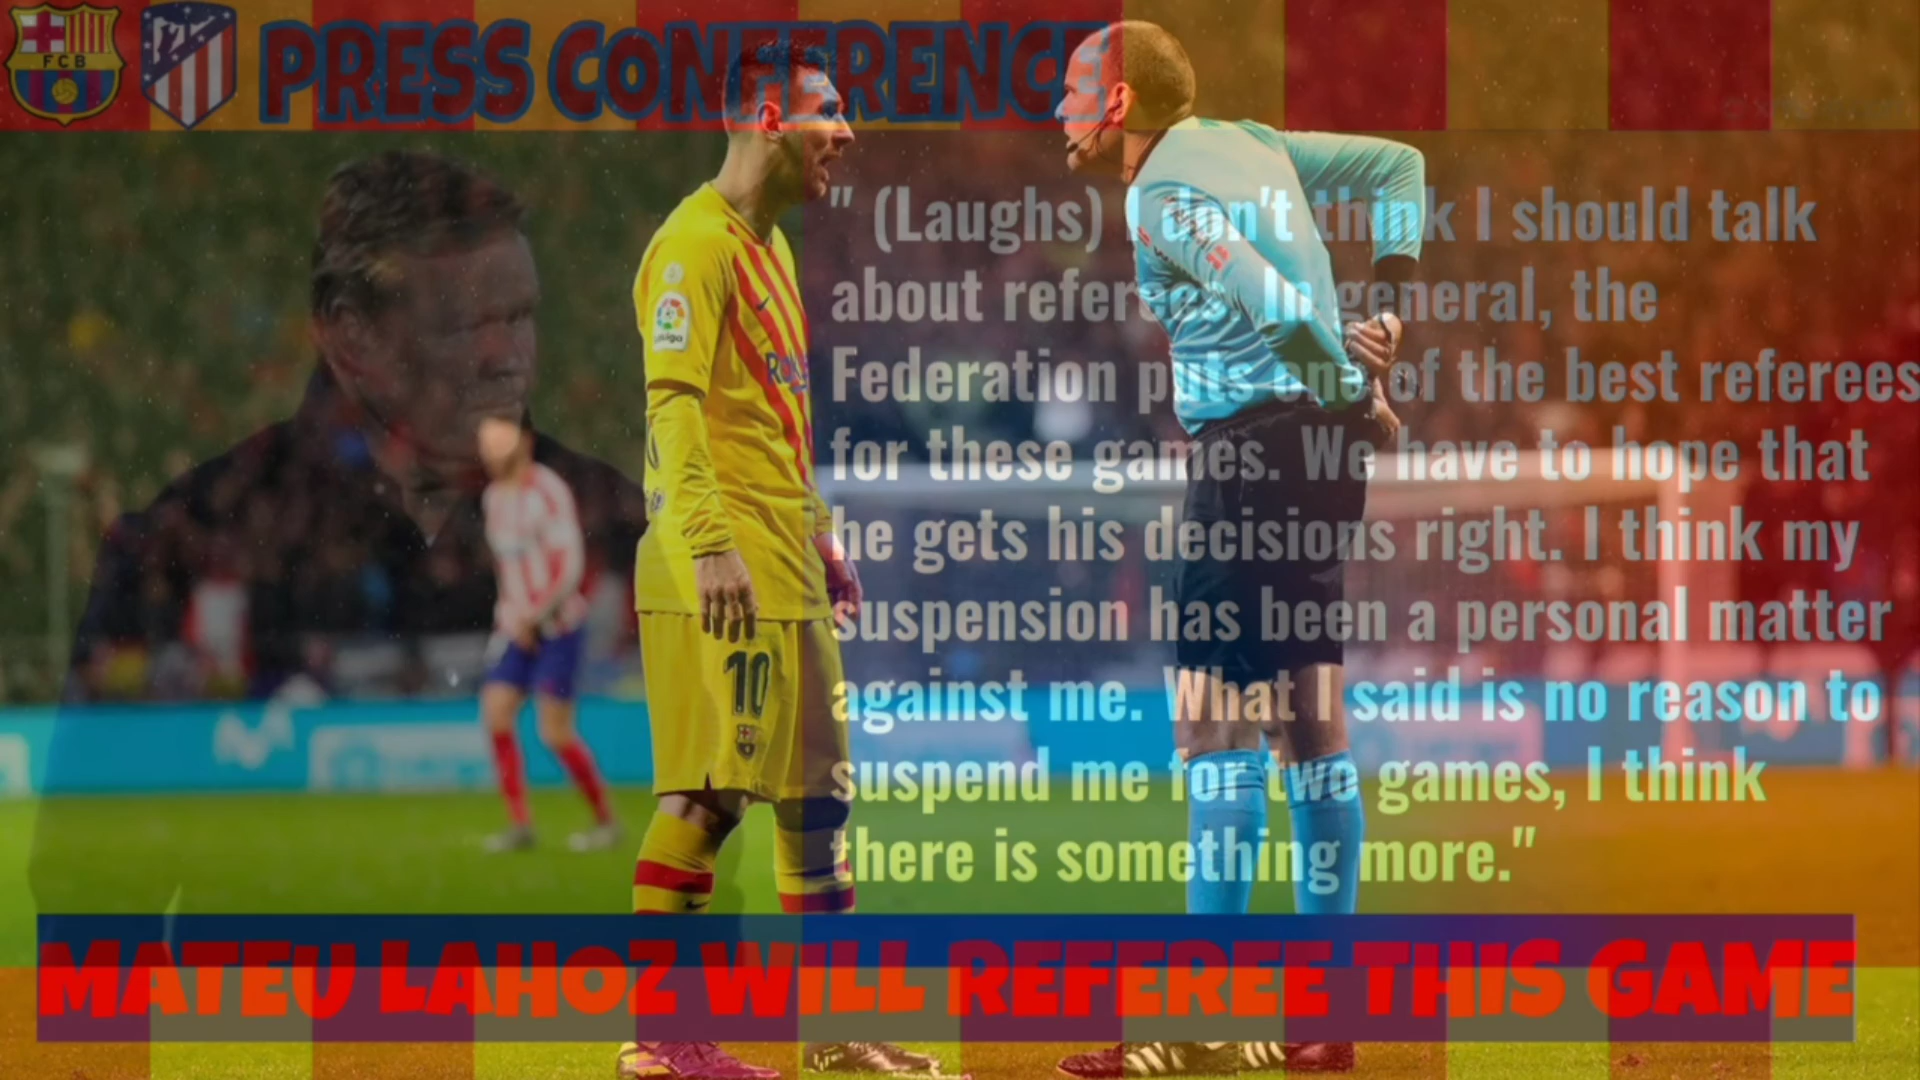 FCB
PRESS CONFERENCE
" (Laughs) I don't think I should talk
about referees. In general, the
Federation puts one of the best referees
for these games. We have to hope that
he gets his decisions right. I think my
suspension has been a personal matter
against me. What I said is no reason to
suspend me for two games, I think
there is something more."
10
MATEU LAHOZ WILL REFEREE THIS GAME